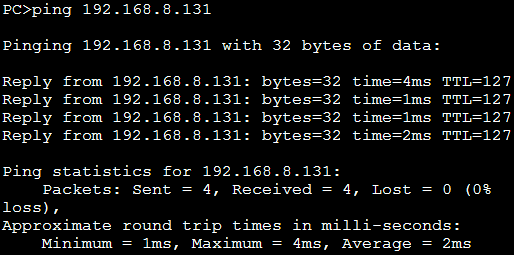 PC>ping 192.168.8.131
Pinging 192.168.8.131 with 32 bytes of data:
Reply from 192.168.8.131: bytes=32 time=4ms TTL=127
Reply from 192.168.8.131: bytes=32 time=1ms TTL=127
Reply from 192.168.8.131: bytes=32 time=1ms TTL=127
Reply from 192.168.8.131: bytes=32 time=2ms TTL=127
Ping statistics for 192.168.8.131:
    Packets: Sent = 4, Received = 4, Lost = 0 (0%
loss),
Approximate round trip times in milli-seconds:
    Minimum = 1ms, Maximum = 4ms, Average = 2ms